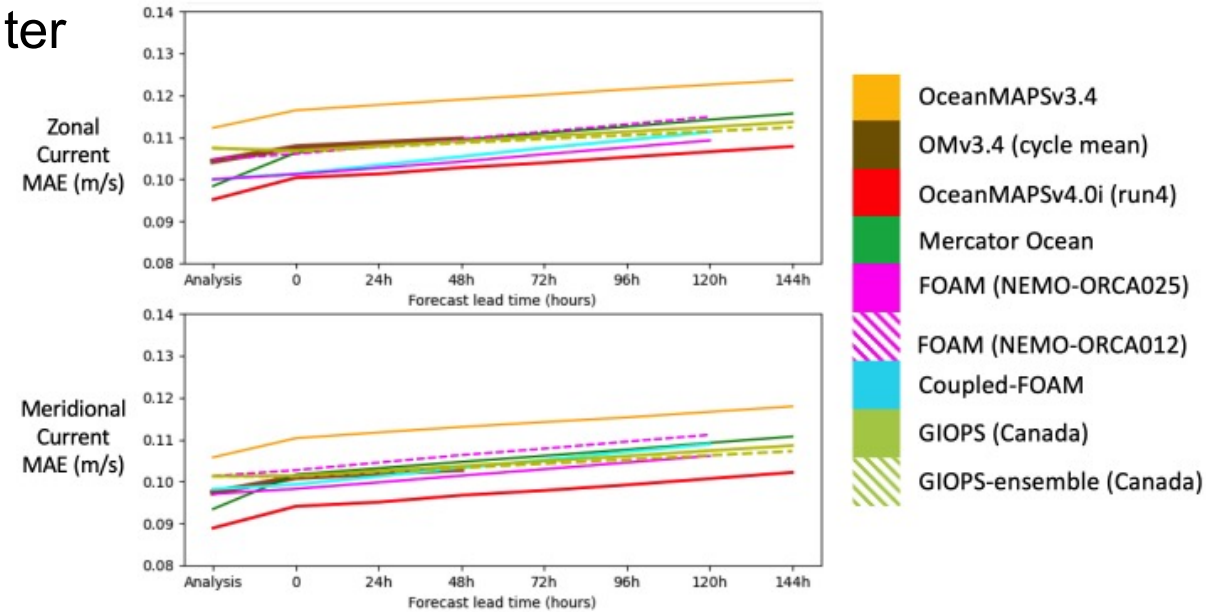 ter
0.14
0.13
0.12
0.11
0.10
0.09
0.08
Zonal
Current
MAE (m/s)
Analysis 0 24h 48h 72h 96h 120h 144h
Forecast lead time (hours)
0.14
0.13
0.12
0.11
0.10
0.09
0.08
Meridional
Current
MAE (m/s)
Analysis 0 24h 48h 72h 96h 120h 144h
Forecast lead time (hours)
OceanMAPSv3.4
OMv3.4 (cycle mean)
OceanMAPSv4.0i (run4)
Mercator Ocean
FOAM (NEMO-ORCA025)
FOAM (NEMO-ORCA012)
Coupled-FOAM
GIOPS (Canada)
GIOPS-ensemble (Canada)